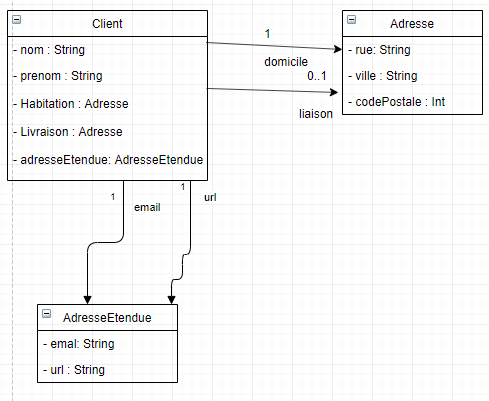 Client
- nom : String
- prenom : String
- Habitation : Adresse
- Livraison : Adresse
- adresseEtendue: AdresseEtendue
1
domicile
0..1
liaison
Adresse
- rue: String
- ville : String
- codePostale : Int
1
email
1
url
AdresseEtendue
- emal: String
- url : String